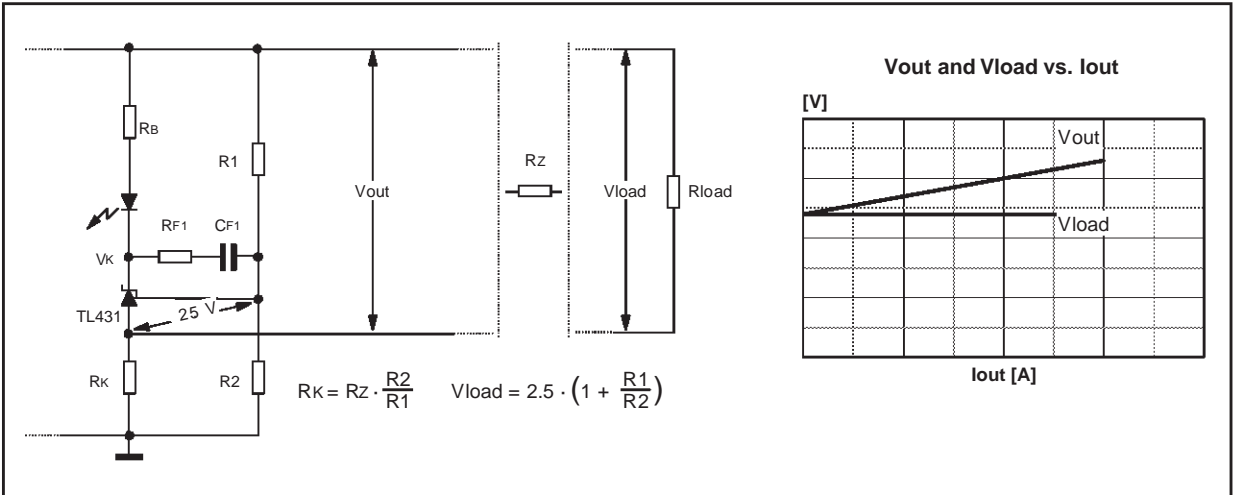 RB
R1
RF1 CF1
VK
TL431
25 V
RK
R2
Vout
RZ
Vload
Rload
RK = RZ · R2/R1
Vload = 2.5 · (1 + R1/R2)
Vout and Vload vs. Iout
[V]
Vout
Vload
Iout [A]